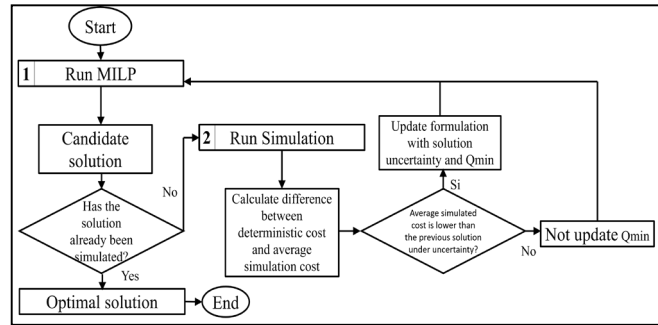 Start
1 Run MILP
Candidate
solution
No
Has the
solution
already been
simulated?
Yes
Optimal solution
End
2 Run Simulation
Calculate difference
between
deterministic cost
and average
simulation cost
Update formulation
with solution
uncertainty and Qmin
Si
Average simulated
cost is lower than
the previous solution
under uncertainty?
No
Not update Qmin